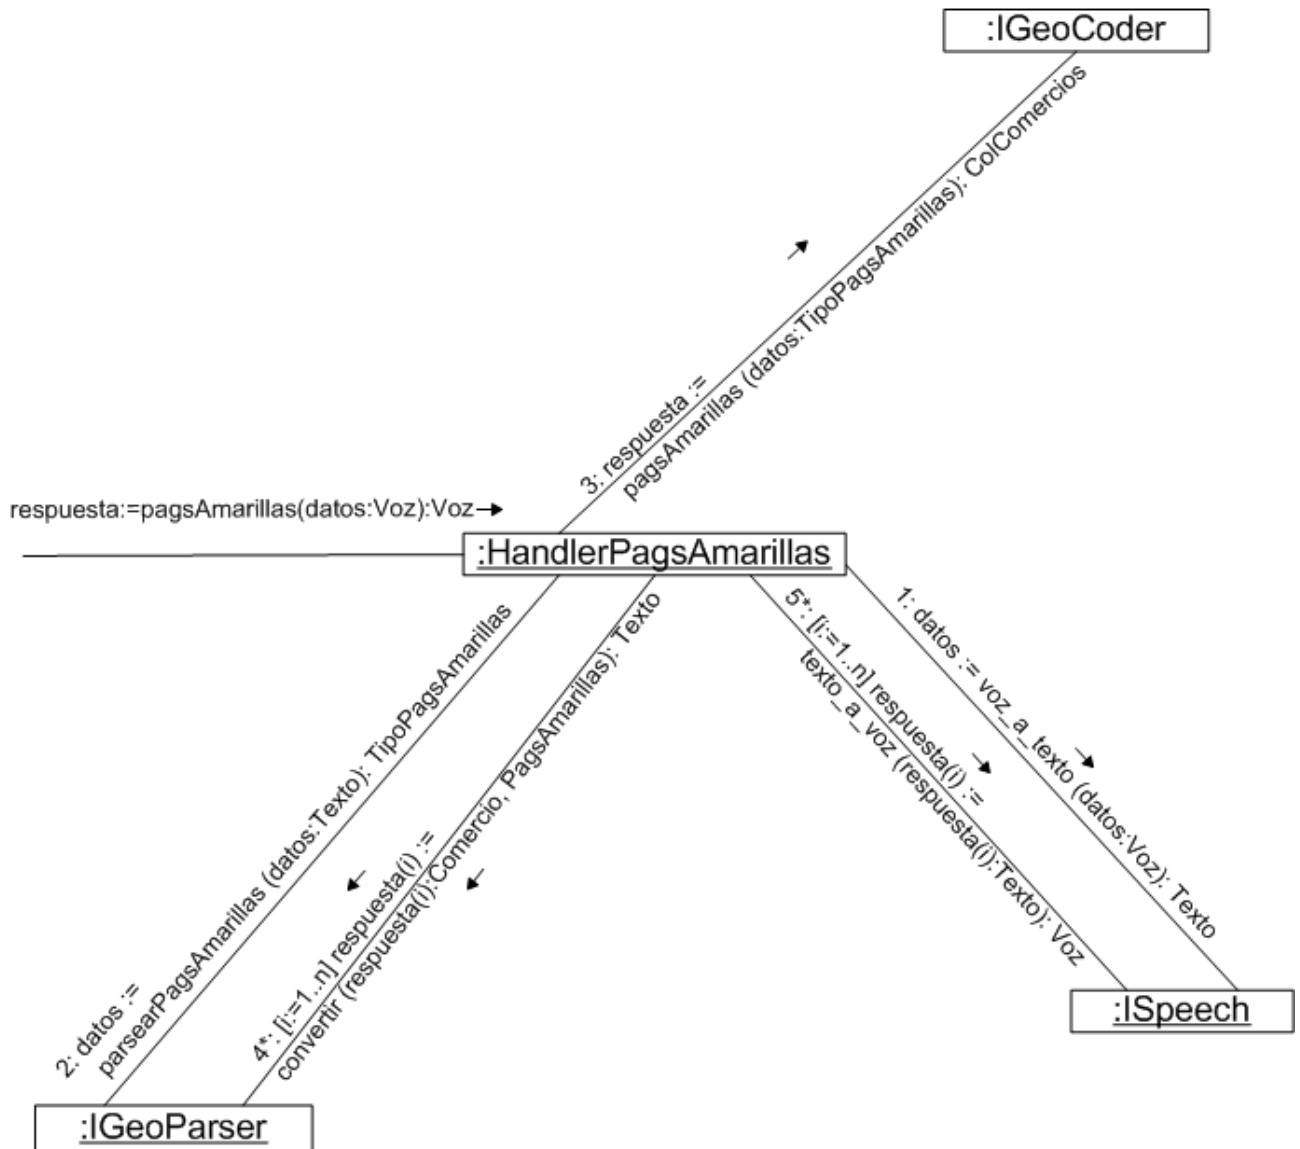 :IGeoCoder
3: respuesta :=
pagsAmarillas (datos:TipoPagsAmarillas): ColComercios
respuesta:=pagsAmarillas(datos:Voz):Voz
:HandlerPagsAmarillas
2: datos :=
parsearPagsAmarillas (datos:Texto): TipoPagsAmarillas
4*: [i:=1..n] respuesta(i) :=
convertir (respuesta(i):Comercio, PagsAmarillas): Texto
5*: [i:=1..n] respuesta(i) :=
texto_a_voz (respuesta(i):Texto): Voz
1: datos := voz_a_texto (datos:Voz): Texto
:ISpeech
:IGeoParser